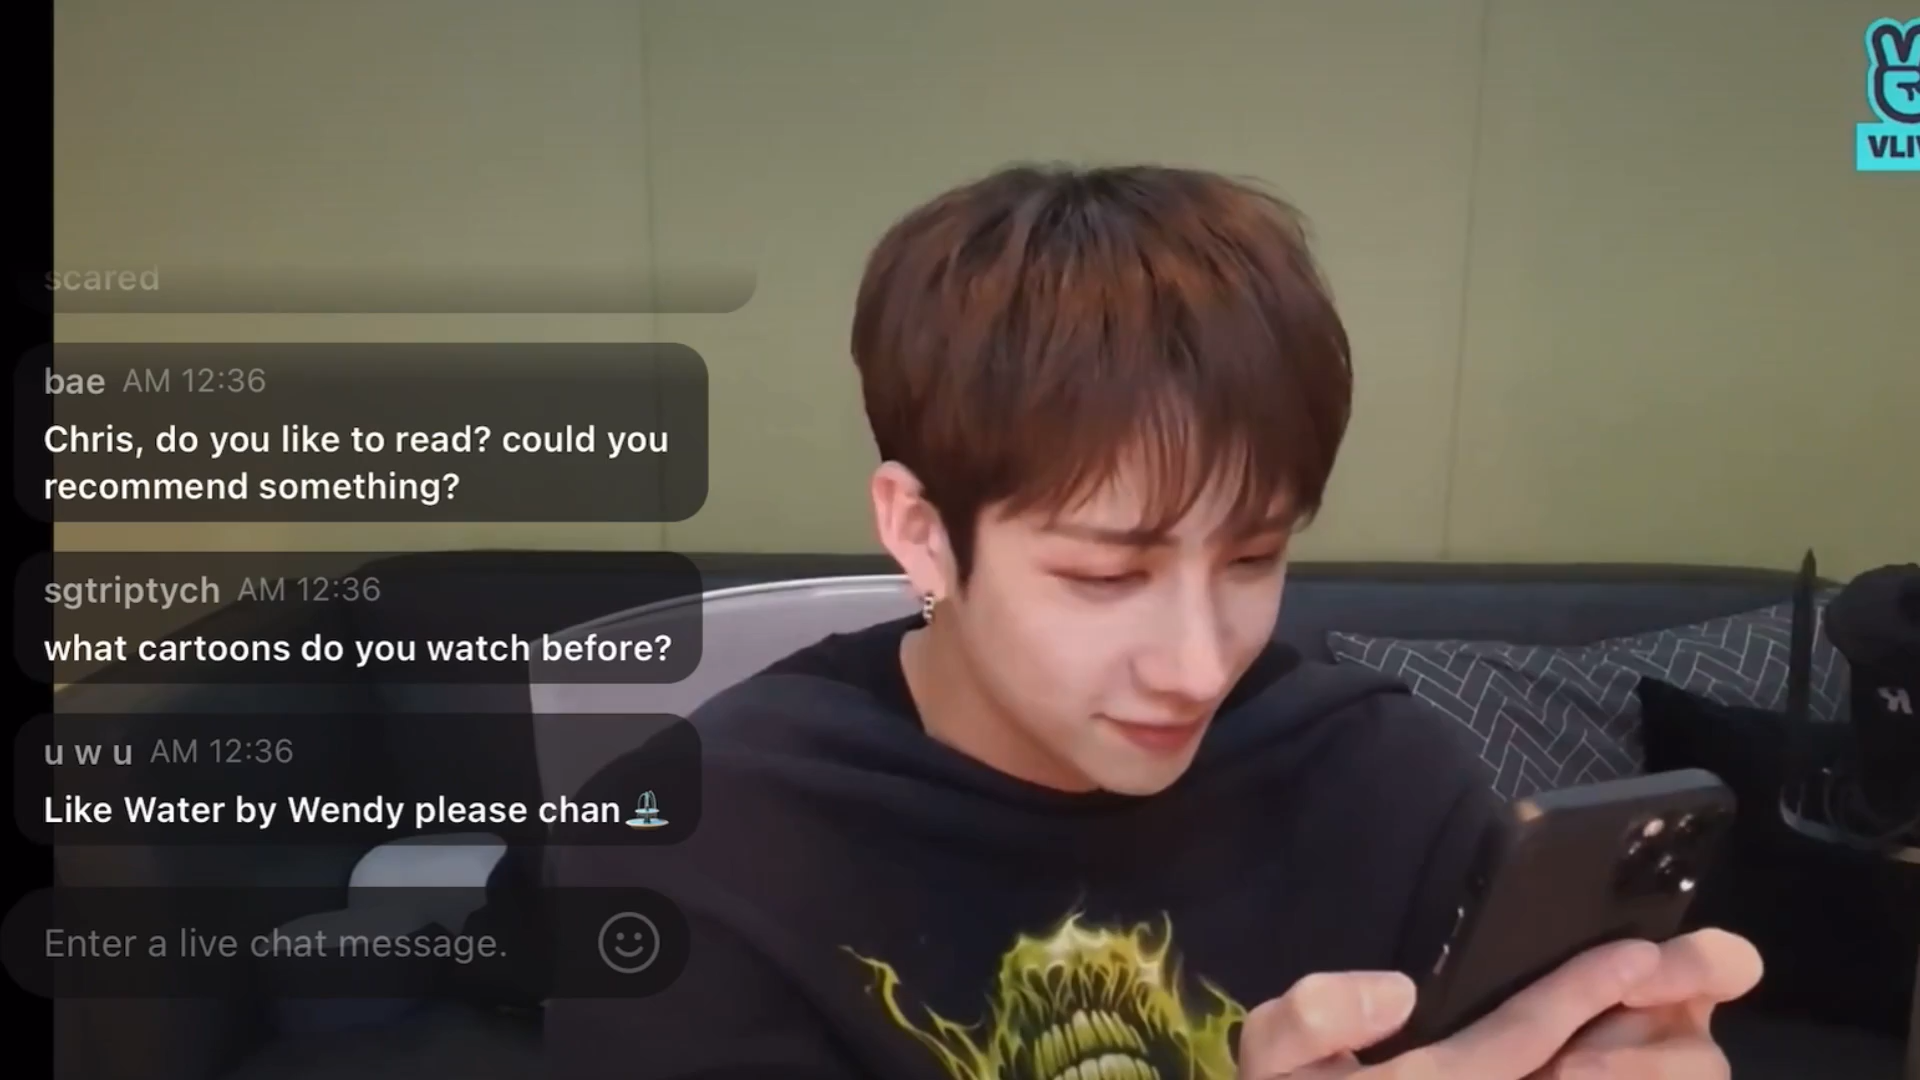 scared
bae AM 12:36
Chris, do you like to read? could you
recommend something?
sgtriptych AM 12:36
what cartoons do you watch before?
u w u AM 12:36
Like Water by Wendy please chan
Enter a live chat message.